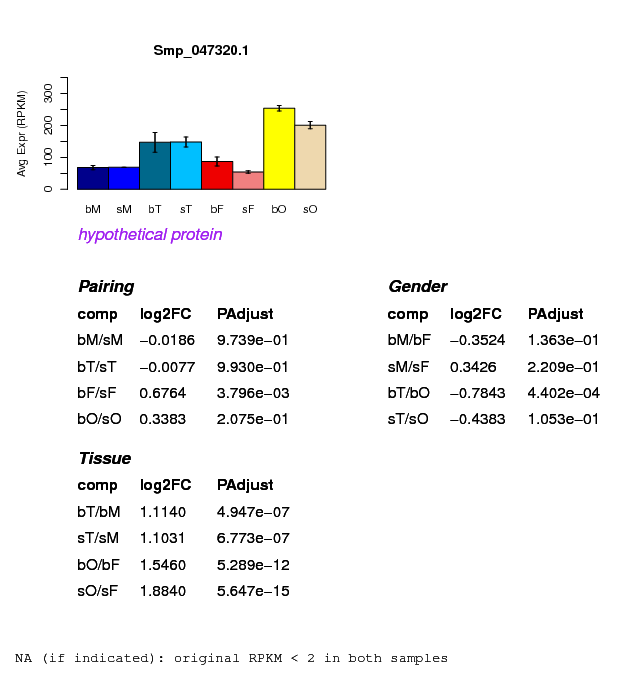 Smp_047320.1
Avg Expr (RPKM)
0 100 200 300
bM sM bT sT bF sF bO sO
hypothetical protein
Pairing
comp log2FC PAdjust
bM/sM −0.0186 9.739e−01
bT/sT −0.0077 9.930e−01
bF/sF 0.6764 3.796e−03
bO/sO 0.3383 2.075e−01
Gender
comp log2FC PAdjust
bM/bF −0.3524 1.363e−01
sM/sF 0.3426 2.209e−01
bT/bO −0.7843 4.402e−04
sT/sO −0.4383 1.053e−01
Tissue
comp log2FC PAdjust
bT/bM 1.1140 4.947e−07
sT/sM 1.1031 6.773e−07
bO/bF 1.5460 5.289e−12
sO/sF 1.8840 5.647e−15
NA (if indicated): original RPKM < 2 in both samples